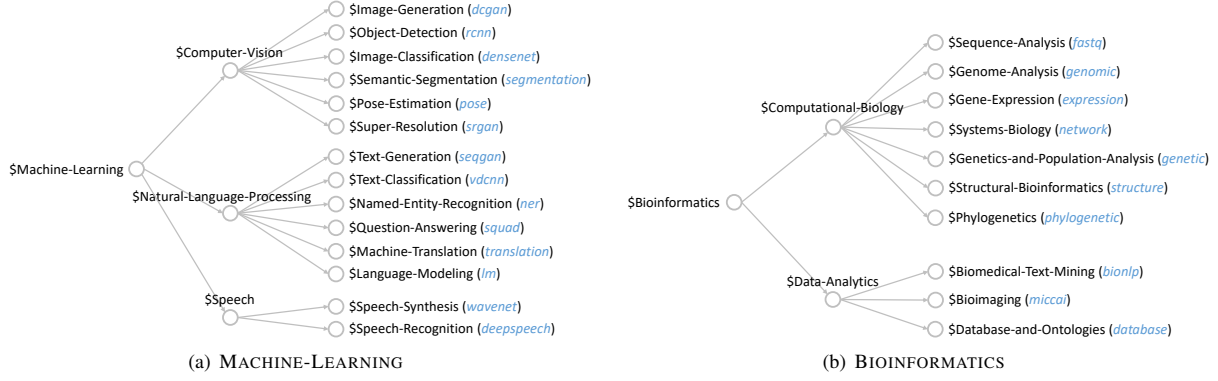 $Machine-Learning
$Computer-Vision
$Image-Generation (dcgan)
$Object-Detection (rcnn)
$Image-Classification (densenet)
$Semantic-Segmentation (segmentation)
$Pose-Estimation (pose)
$Super-Resolution (srgan)
$Natural-Language-Processing
$Text-Generation (seqgan)
$Text-Classification (vdcnn)
$Named-Entity-Recognition (ner)
$Question-Answering (squad)
$Machine-Translation (translation)
$Language-Modeling (lm)
$Speech
$Speech-Synthesis (wavenet)
$Speech-Recognition (deepspeech)
(a) MACHINE-LEARNING
$Bioinformatics
$Computational-Biology
$Sequence-Analysis (fastq)
$Genome-Analysis (genomic)
$Gene-Expression (expression)
$Systems-Biology (network)
$Genetics-and-Population-Analysis (genetic)
$Structural-Bioinformatics (structure)
$Phylogenetics (phylogenetic)
$Data-Analytics
$Biomedical-Text-Mining (bionlp)
$Bioimaging (miccai)
$Database-and-Ontologies (database)
(b) BIOINFORMATICS